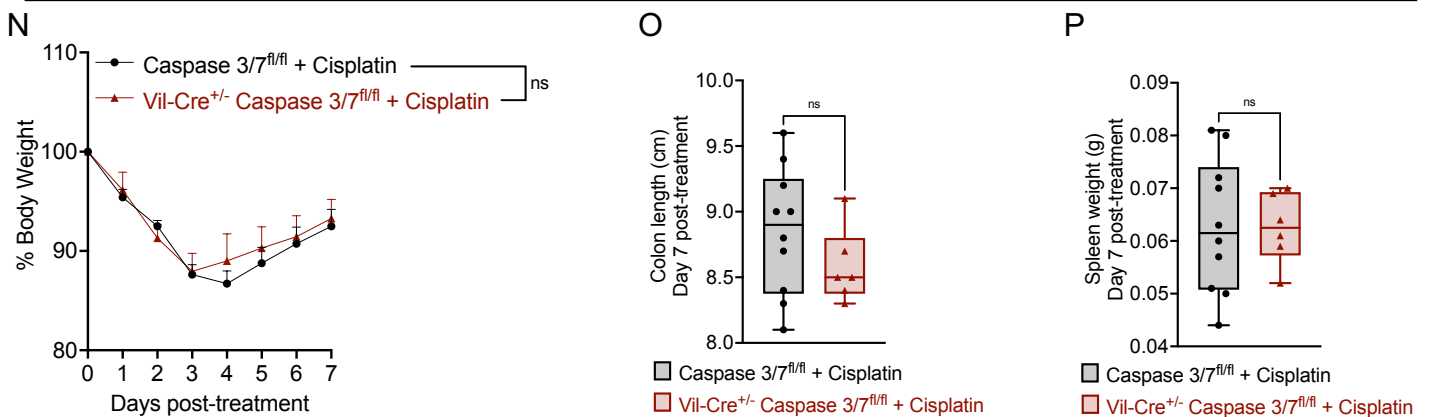 N
110
100
90
80
% Body Weight
Caspase 3/7fl/fl + Cisplatin
Vil-Cre+/- Caspase 3/7fl/fl + Cisplatin
ns
0 1 2 3 4 5 6 7
Days post-treatment
O
10.0
9.5
9.0
8.5
8.0
Colon length (cm)
Day 7 post-treatment
ns
Caspase 3/7fl/fl + Cisplatin
Vil-Cre+/- Caspase 3/7fl/fl + Cisplatin
P
0.09
0.08
0.07
0.06
0.05
0.04
Spleen weight (g)
Day 7 post-treatment
ns
Caspase 3/7fl/fl + Cisplatin
Vil-Cre+/- Caspase 3/7fl/fl + Cisplatin